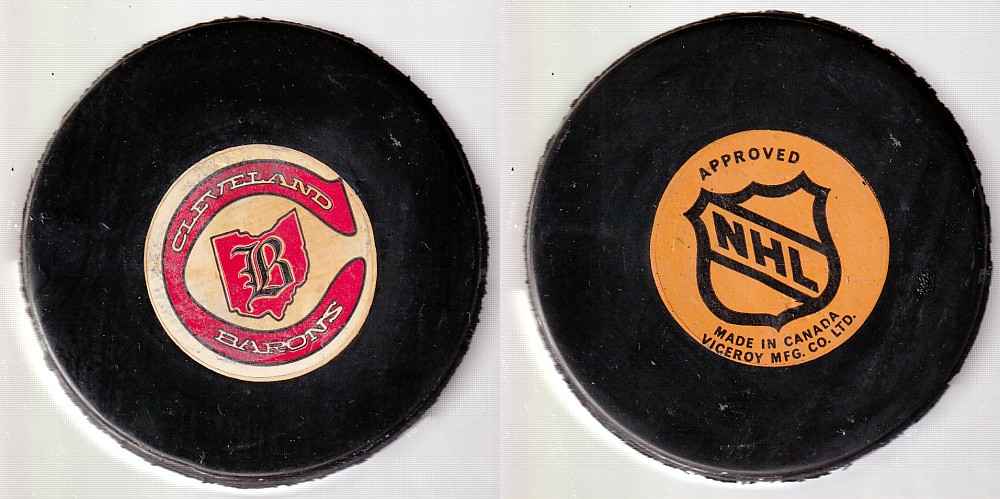 CLEVELAND
B
BARONS
APPROVED
NHL
MADE IN CANADA
VICEROY MFG. CO. LTD.